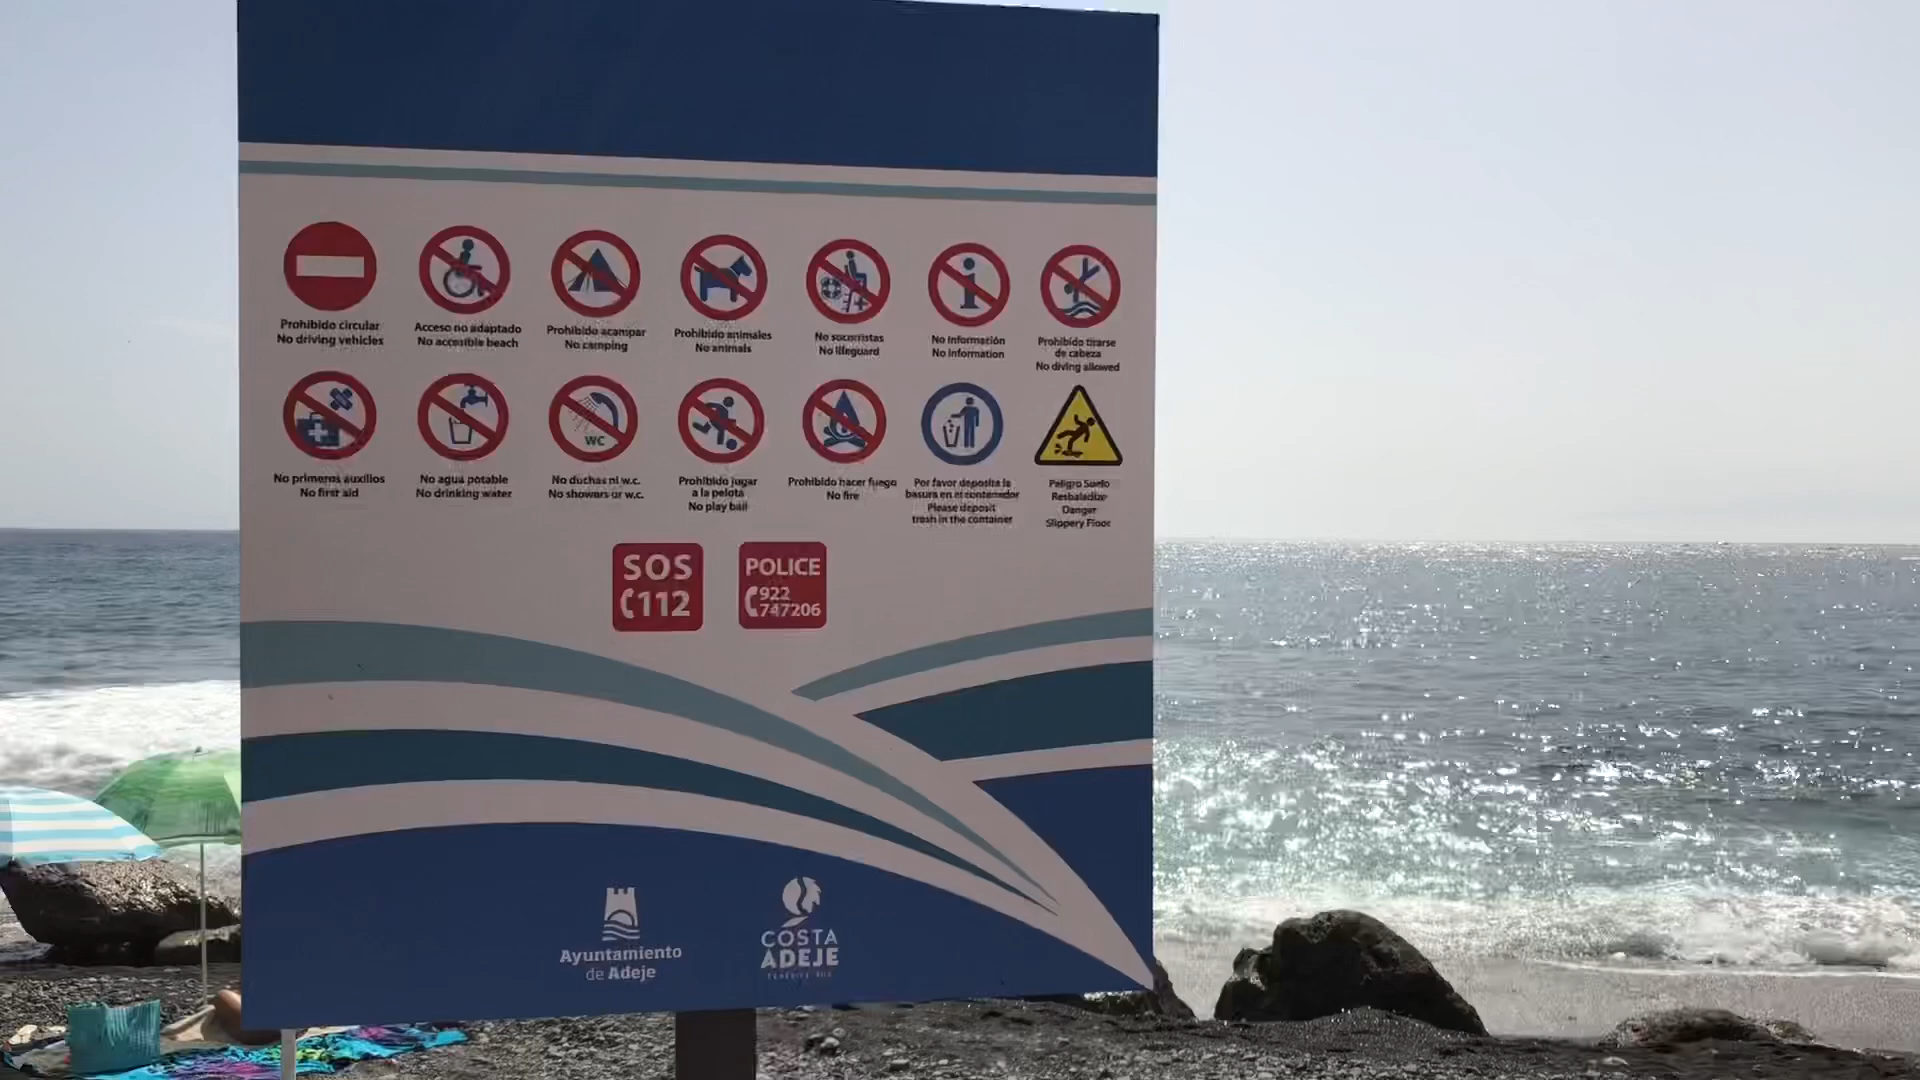 Prohibido circular
No driving vehicles
Acceso no adaptado
No accesible beach
Prohibido acampar
No camping
Prohibido animales
No animals
No socorristas
No lifeguard
No información
No information
Prohibido tirarse
de cabeza
No diving allowed
No primeros auxilios
No first aid
No agua potable
No drinking water
WC
No duchas ni w.c.
No showers or w.c.
Prohibido jugar
a la pelota
No play ball
Prohibido hacer fuego
No fire
Por favor deposite la
basura en el contenedor
Please deposit
trash in the container
Peligro Suelo
Resbaladizo
Danger
Slippery Floor
SOS
112
POLICE
922
747206
Ayuntamiento
de Adeje
COSTA
ADEJE